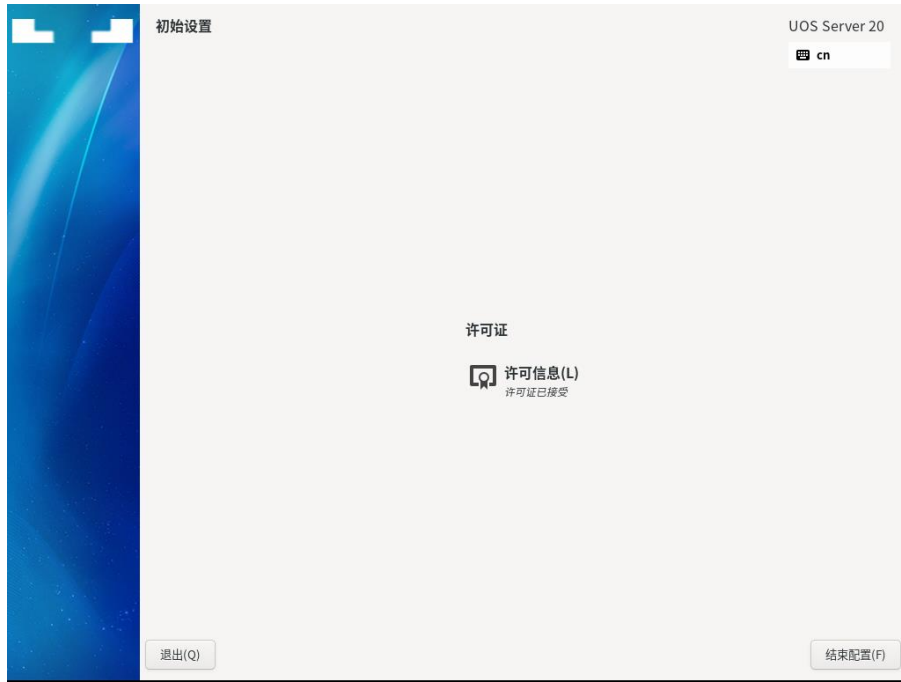 初始设置
UOS Server 20
cn
许可证
许可信息(L)
许可证已接受
退出(Q)
结束配置(F)